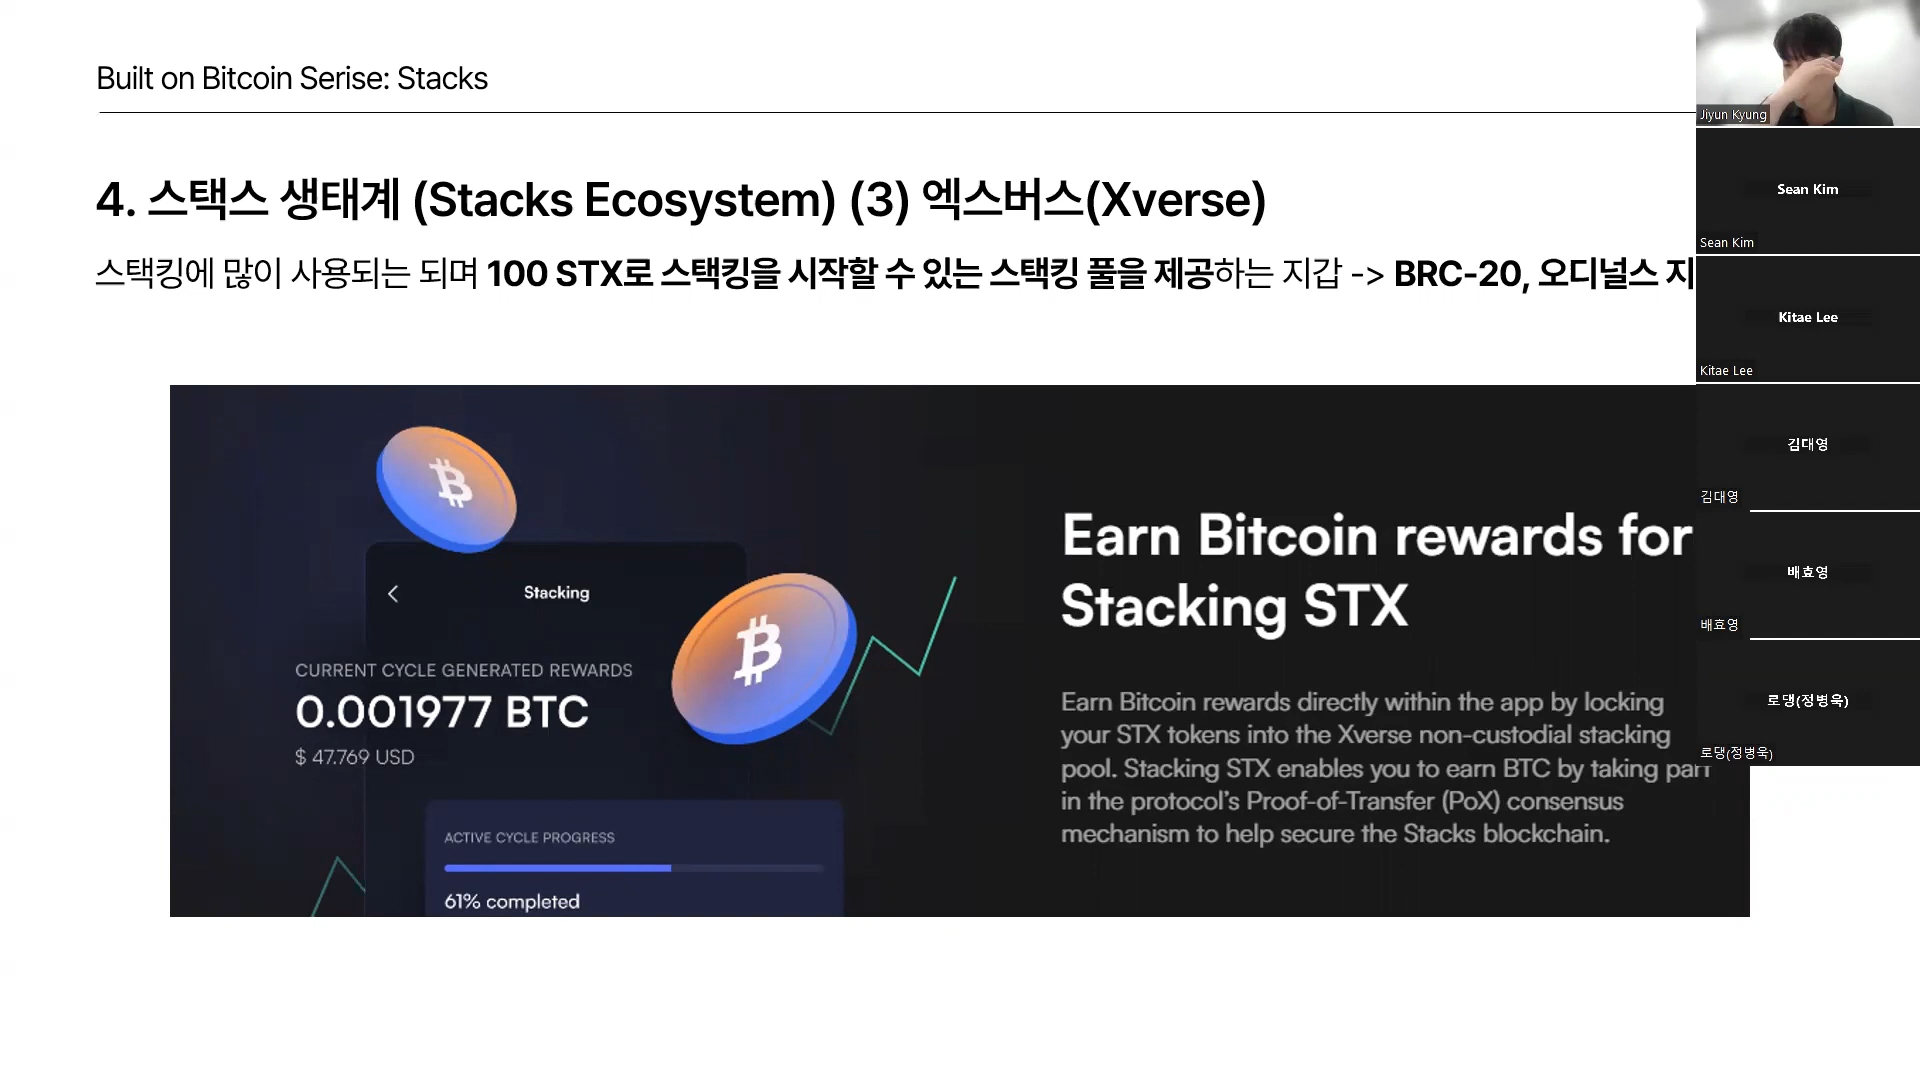 Built on Bitcoin Serise: Stacks
4. 스택스 생태계 (Stacks Ecosystem) (3) 엑스버스(Xverse)
스택킹에 많이 사용되는 되며 100 STX로 스택킹을 시작할 수 있는 스택킹 풀을 제공하는 지갑 -> BRC-20, 오디널스 지
Stacking
CURRENT CYCLE GENERATED REWARDS
0.001977 BTC
$ 47.769 USD
ACTIVE CYCLE PROGRESS
61% completed
Earn Bitcoin rewards for
Stacking STX
Earn Bitcoin rewards directly within the app by locking
your STX tokens into the Xverse non-custodial stacking
pool. Stacking STX enables you to earn BTC by taking part
in the protocol's Proof-of-Transfer (PoX) consensus
mechanism to help secure the Stacks blockchain.
Jiyun Kyung
Sean Kim
Sean Kim
Kitae Lee
Kitae Lee
김대영
김대영
배효영
배효영
로댕(정병욱)
로댕(정병욱)